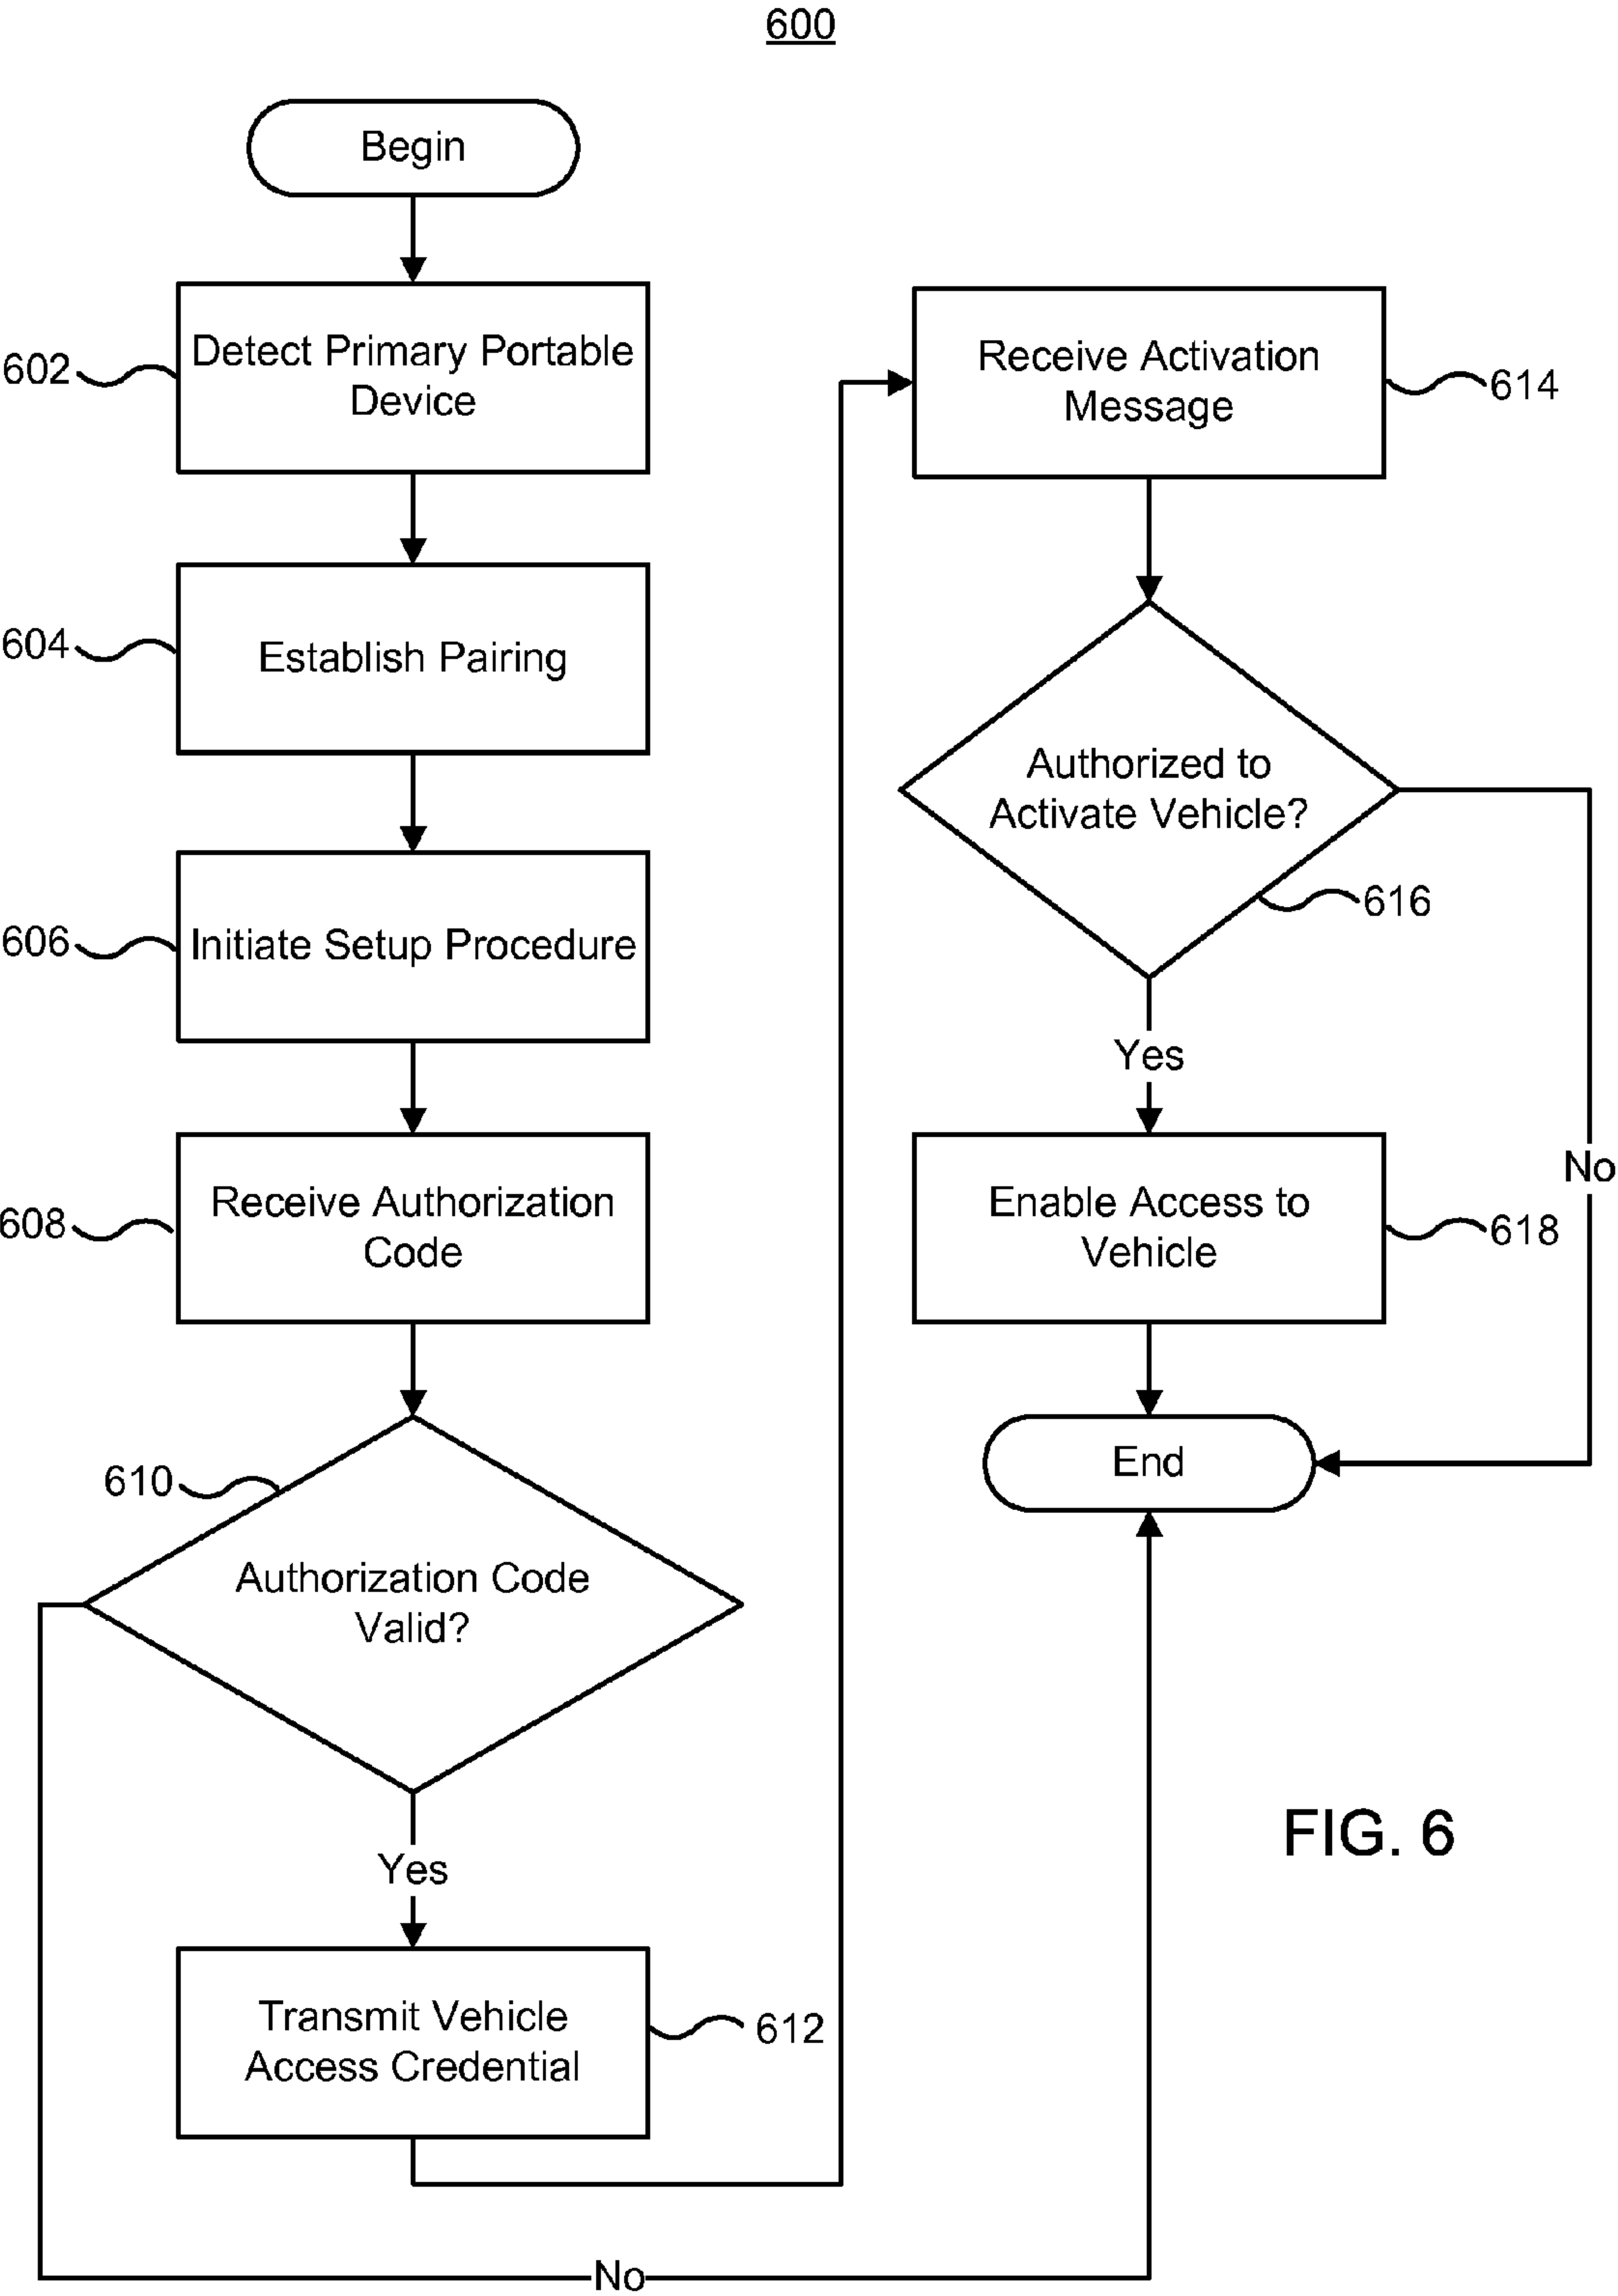 600
Begin
602
Detect Primary Portable
Device
604
Establish Pairing
606
Initiate Setup Procedure
608
Receive Authorization
Code
610
Authorization Code
Valid?
Yes
Transmit Vehicle
Access Credential
612
No
Receive Activation
Message
614
Authorized to
Activate Vehicle?
616
Yes
No
Enable Access to
Vehicle
618
End
FIG. 6